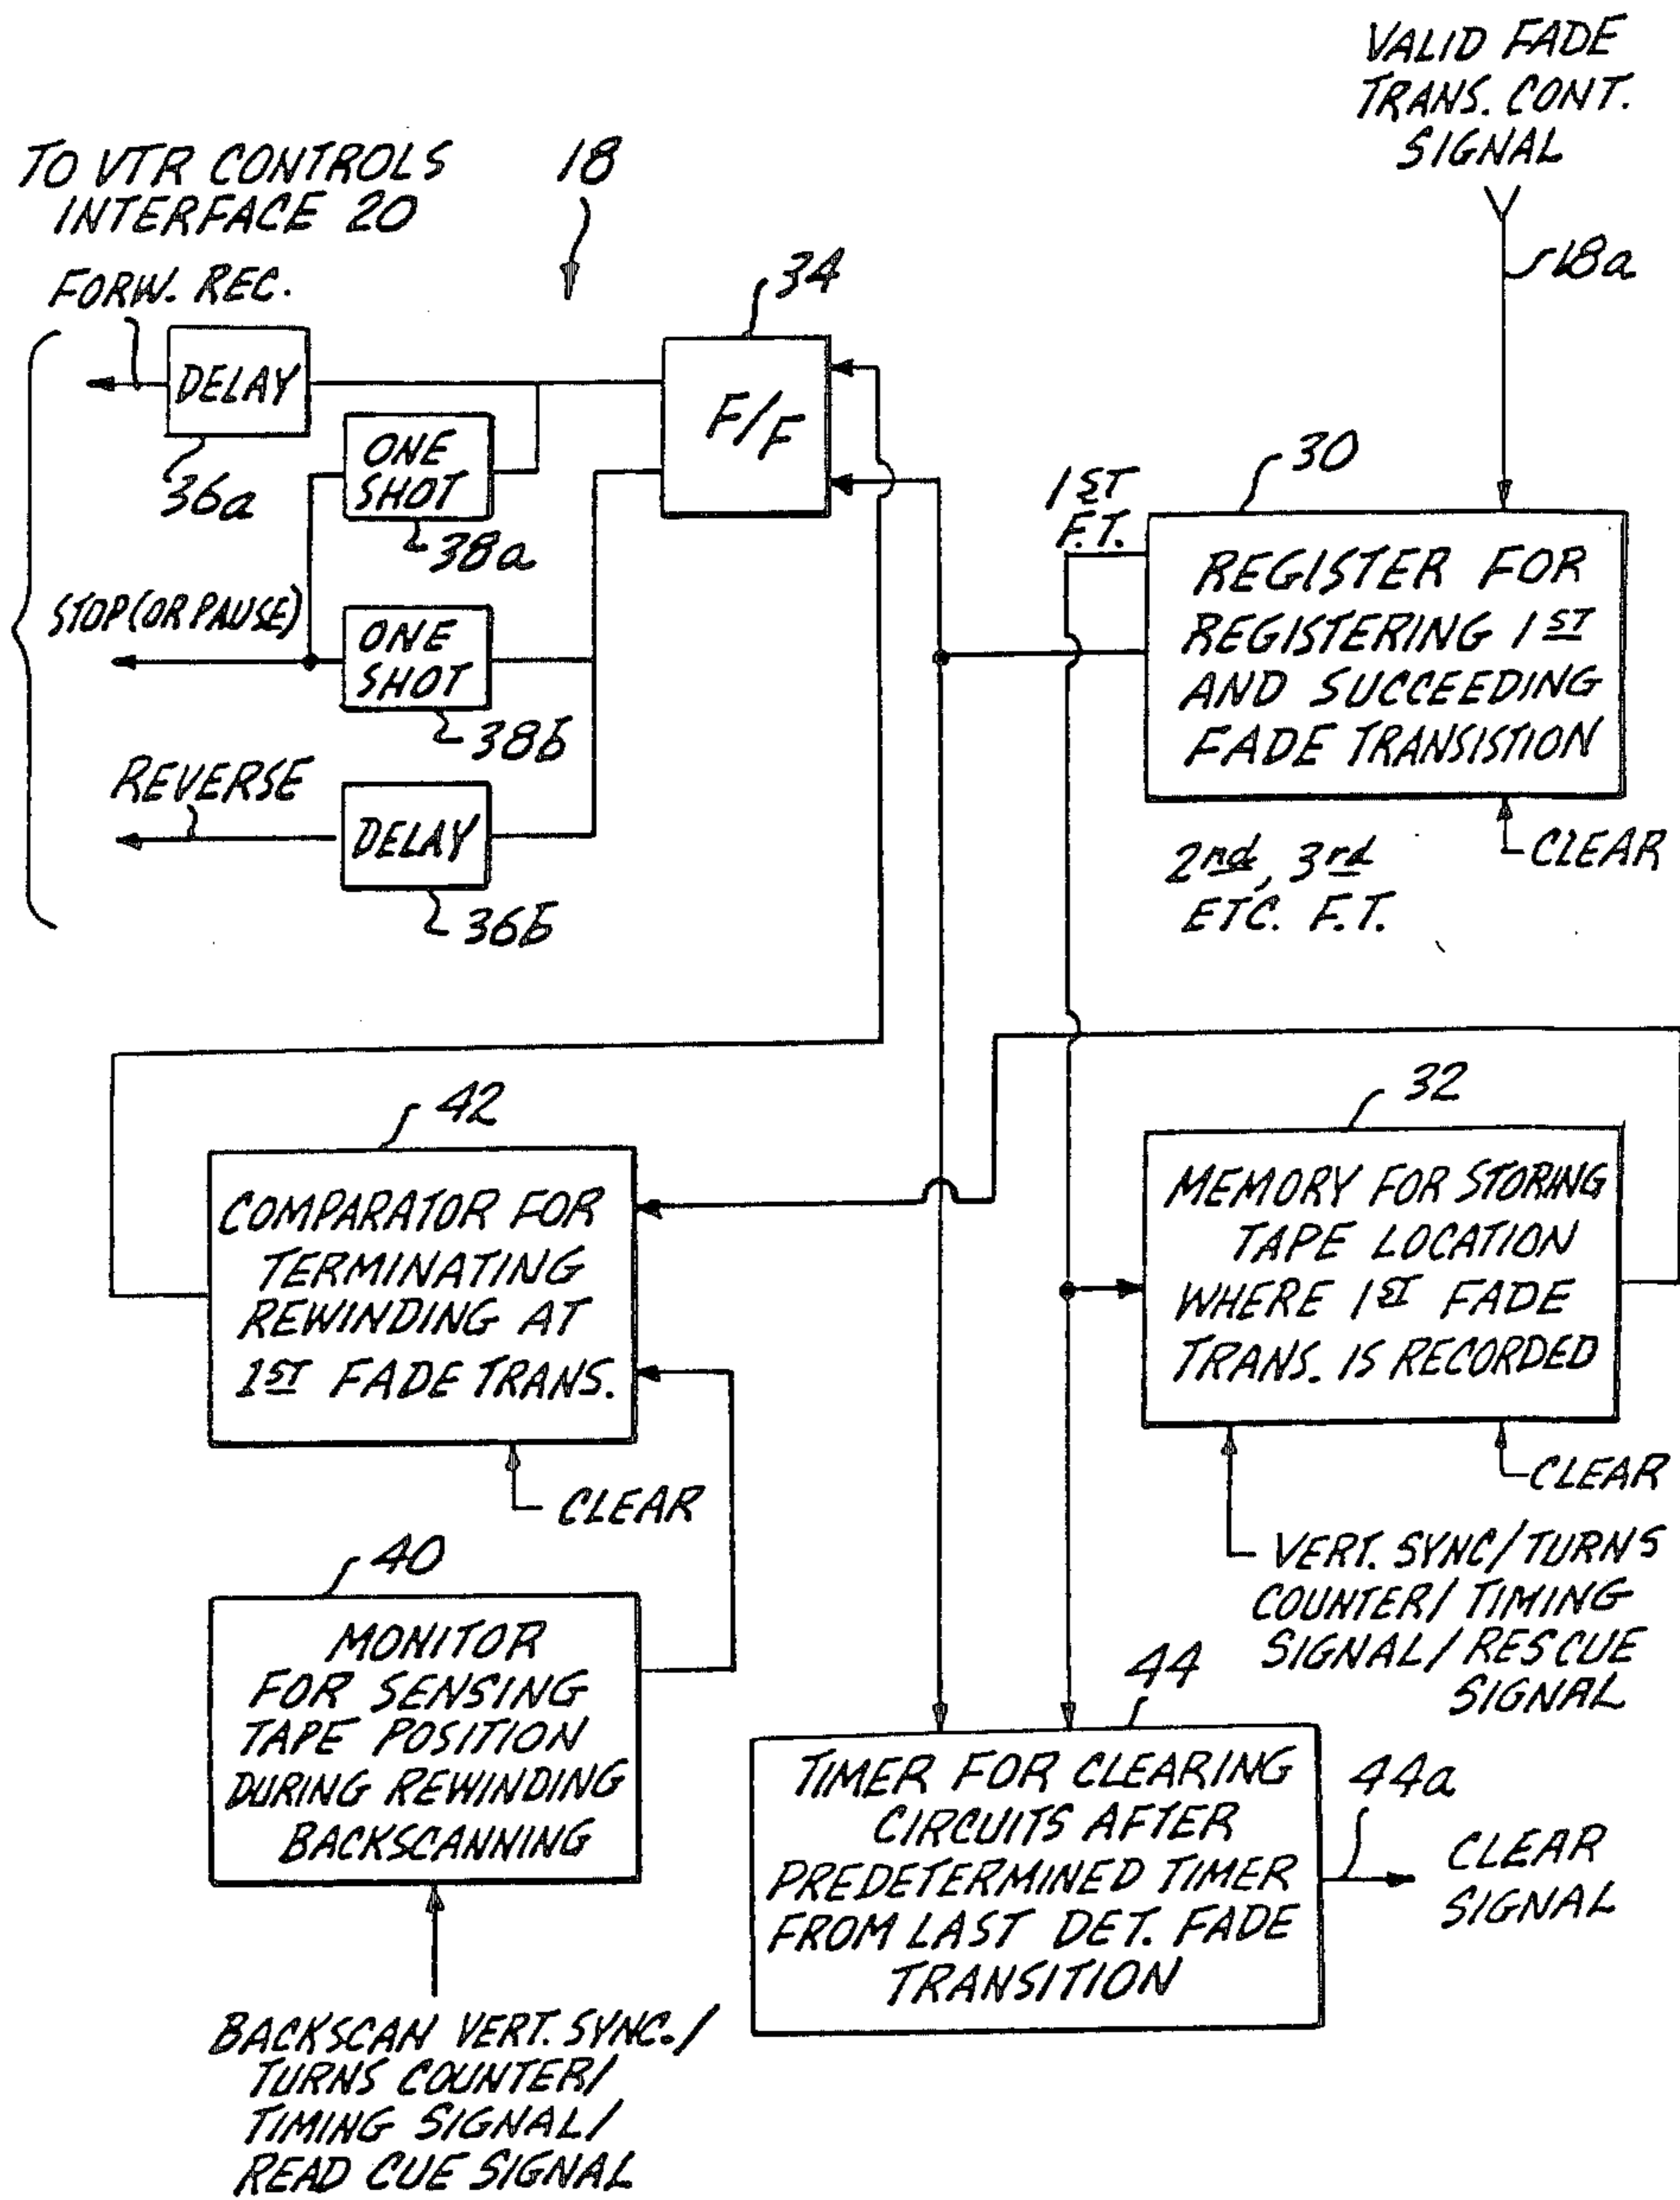 VALID FADE
TRANS. CONT.
SIGNAL
18a
TO VTR CONTROLS
INTERFACE 20
18
FORW. REC.
34
DELAY
36a
ONE
SHOT
38a
F/F
STOP (OR PAUSE)
ONE
SHOT
38b
REVERSE
DELAY
36b
1ST
F.T.
30
REGISTER FOR
REGISTERING 1ST
AND SUCCEEDING
FADE TRANSISTION
CLEAR
2nd, 3rd
ETC. F.T.
42
COMPARATOR FOR
TERMINATING
REWINDING AT
1ST FADE TRANS.
CLEAR
32
MEMORY FOR STORING
TAPE LOCATION
WHERE 1ST FADE
TRANS. IS RECORDED
CLEAR
VERT. SYNC/TURNS
COUNTER/TIMING
SIGNAL/RESCUE
SIGNAL
40
MONITOR
FOR SENSING
TAPE POSITION
DURING REWINDING
BACKSCANNING
BACKSCAN VERT. SYNC./
TURNS COUNTER/
TIMING SIGNAL/
READ CUE SIGNAL
44
TIMER FOR CLEARING
CIRCUITS AFTER
PREDETERMINED TIMER
FROM LAST DET. FADE
TRANSITION
44a
CLEAR
SIGNAL